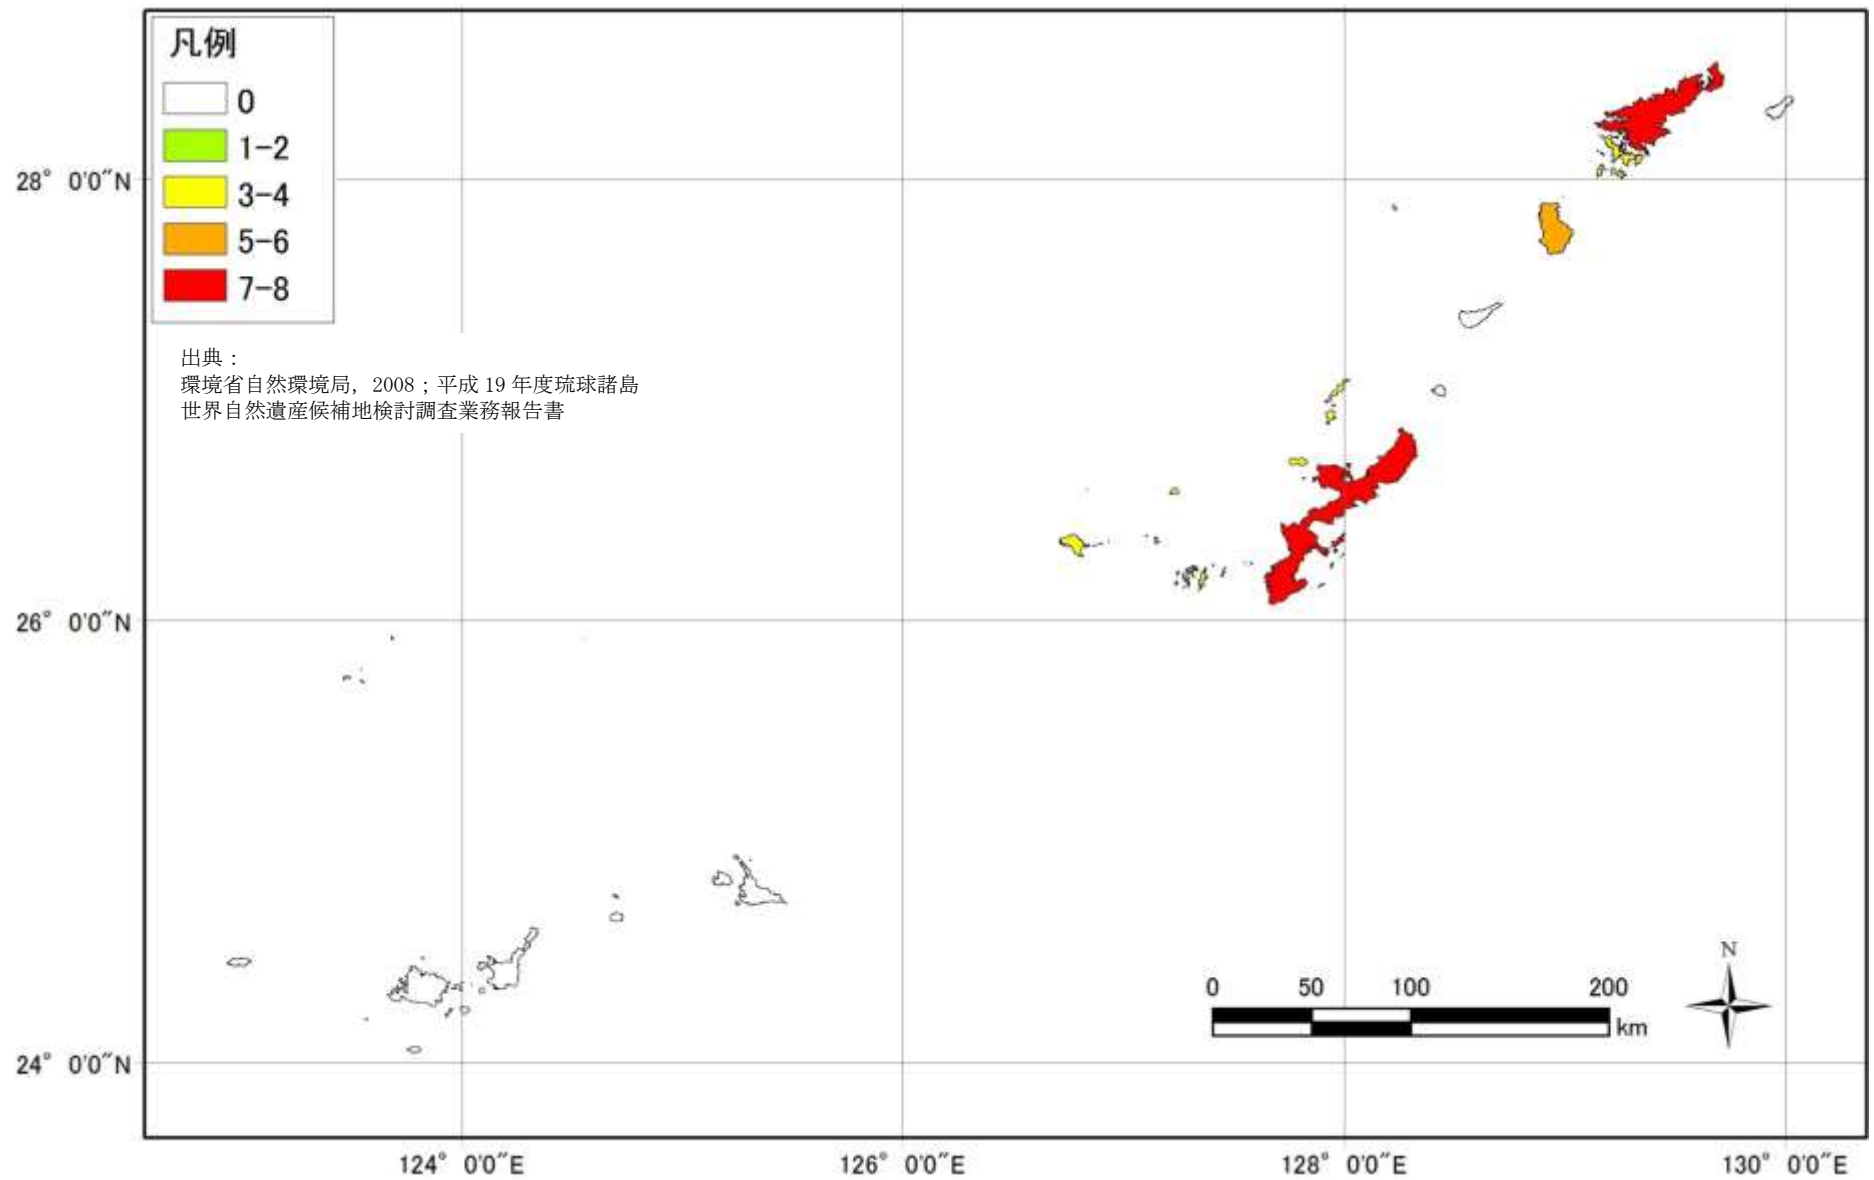 凡例
0
1-2
3-4
5-6
7-8
出典：
環境省自然環境局，2008；平成 19 年度琉球諸島
世界自然遺産候補地検討調査業務報告書
28° 0′0″N
26° 0′0″N
24° 0′0″N
N
0 50 100 200
km
124° 0′0″E 126° 0′0″E 128° 0′0″E 130° 0′0″E